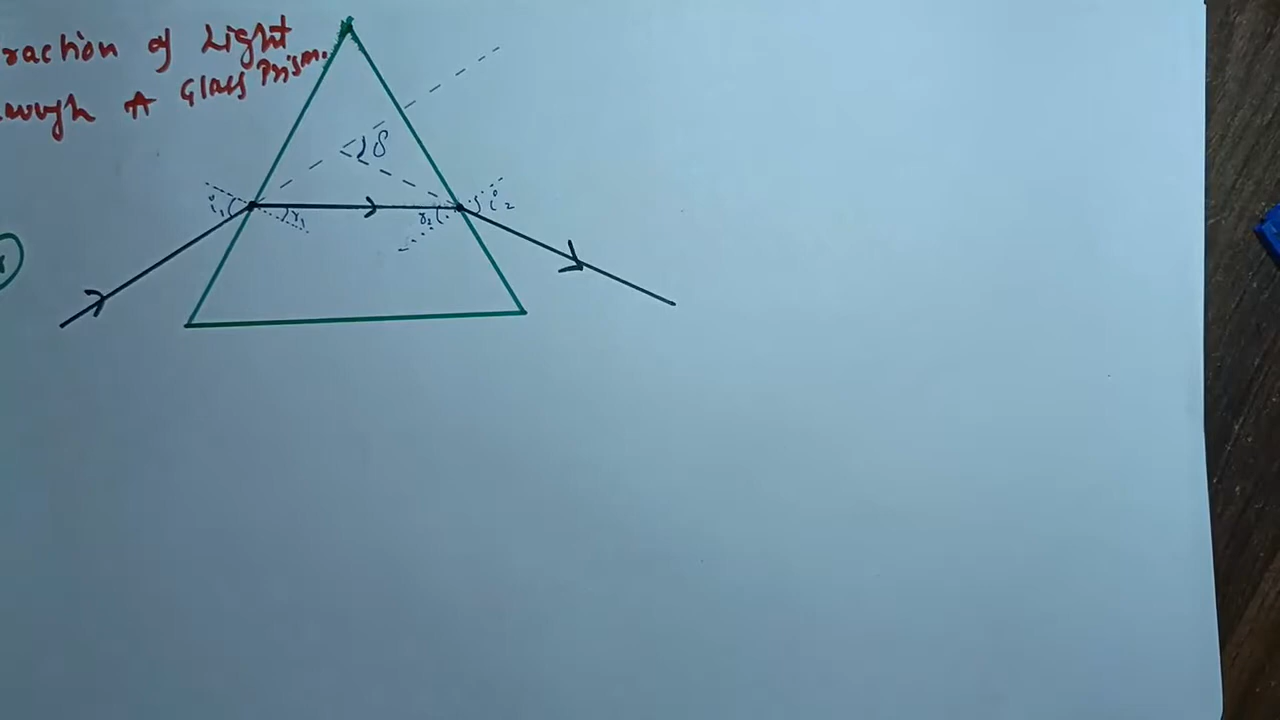 raction of Light
rough A Glass Prism.
∠δ
i₁
r₁
r₂
i₂